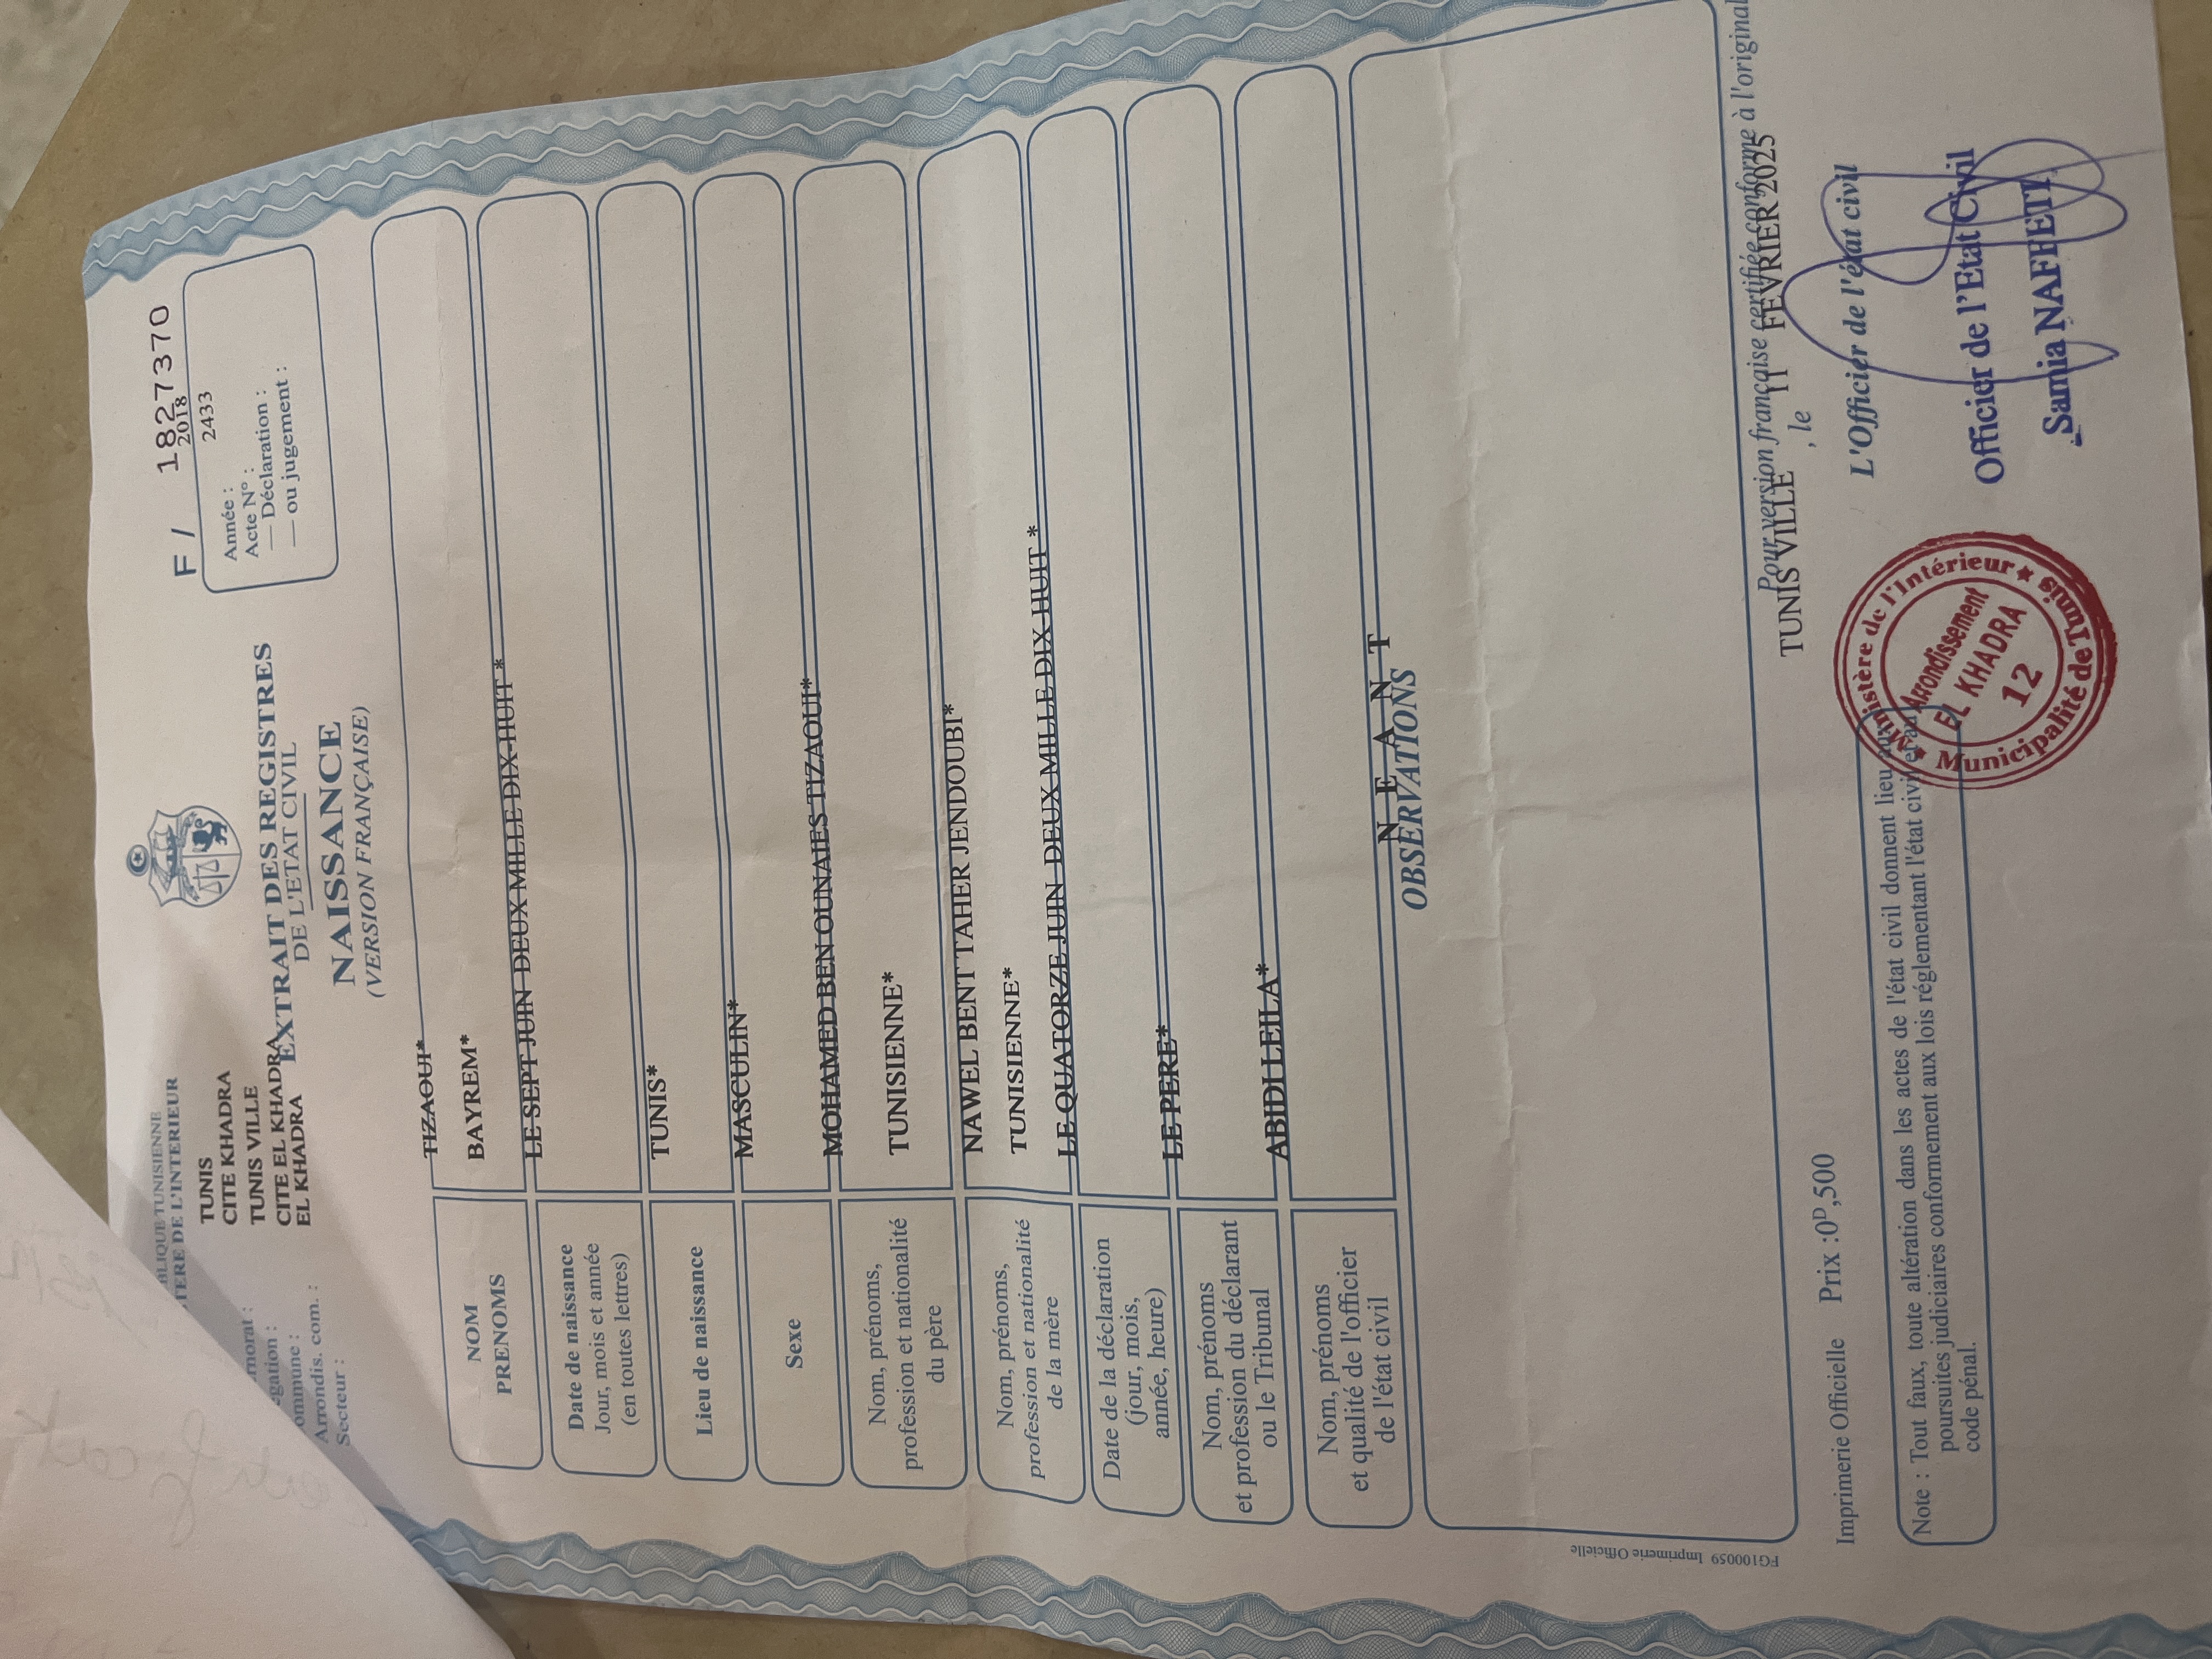 F / 1827370
BLIQUE TUNISIENNE
TERE DE L'INTERIEUR
TUNIS
CITE KHADRA
TUNIS VILLE
CITE EL KHADRA
EL KHADRA
Arrondis. com. :
Secteur :
EXTRAIT DES REGISTRES
DE L'ETAT CIVIL
NAISSANCE
(VERSION FRANÇAISE)
Année : 2018
Acte N° : 2433
— Déclaration :
— ou jugement :
NOM
PRENOMS
TIZAOUI*
BAYREM*
Date de naissance
Jour, mois et année
(en toutes lettres)
LE SEPT JUIN DEUX MILLE DIX-HUIT *
Lieu de naissance
TUNIS*
Sexe
MASCULIN*
Nom, prénoms,
profession et nationalité
du père
MOHAMED BEN OUNAIES TIZAOUI*
TUNISIENNE*
Nom, prénoms,
profession et nationalité
de la mère
NAWEL BENT TAHER JENDOUBI*
TUNISIENNE*
Date de la déclaration
(jour, mois,
année, heure)
LE QUATORZE JUIN DEUX MILLE DIX HUIT *
Nom, prénoms
et profession du déclarant
ou le Tribunal
LE PERE*
Nom, prénoms
et qualité de l'officier
de l'état civil
ABIDI LEILA*
N E A N T
OBSERVATIONS
Pour version française certifiée conforme à l'original
TUNIS VILLE , le 11 FEVRIER 2025
L'Officier de l'état civil
Officier de l'Etat Civil
Samia NAFFETI
Ministère de l'Intérieur
Municipalité de Tunis
Arrondissement
EL KHADRA
12
FG100059 Imprimerie Officielle
Imprimerie Officielle Prix :0D,500
Note : Tout faux, toute altération dans les actes de l'état civil donnent lieu aux
poursuites judiciaires conformement aux lois réglementant l'état civil et au
code pénal.